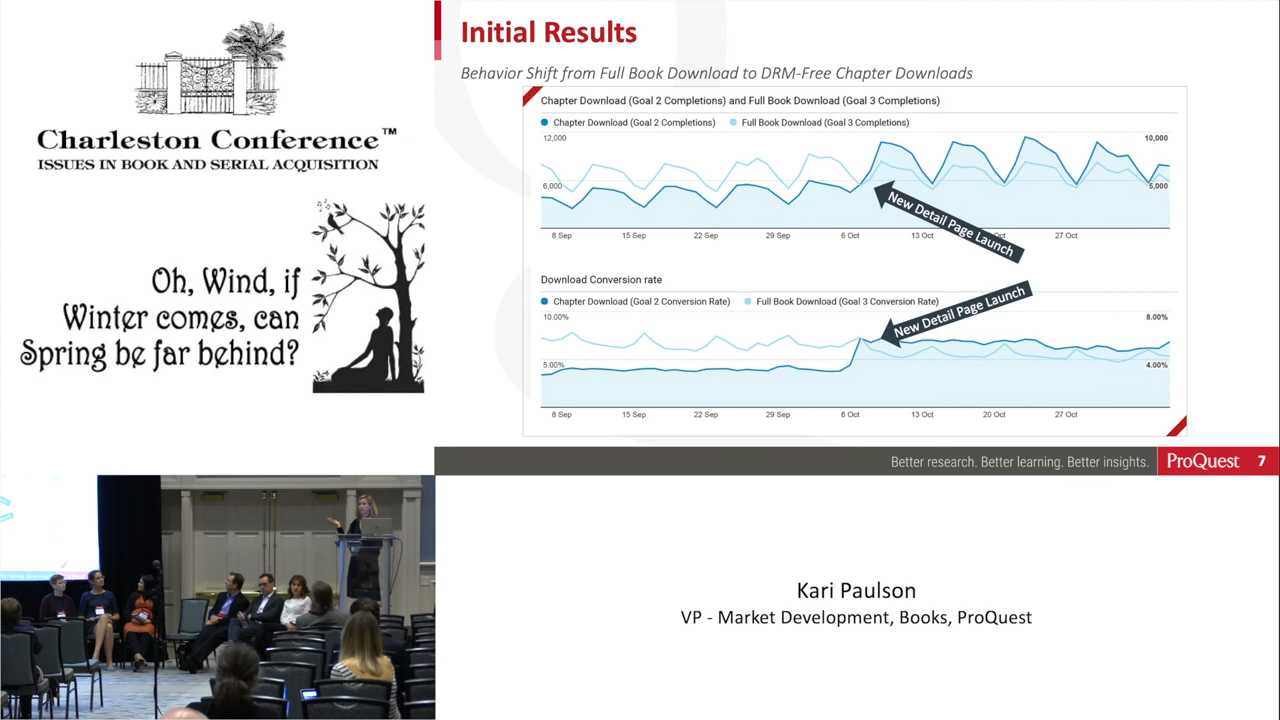 Charleston Conference™
ISSUES IN BOOK AND SERIAL ACQUISITION
Oh, Wind, if
Winter comes, can
Spring be far behind?
Initial Results
Behavior Shift from Full Book Download to DRM-Free Chapter Downloads
Chapter Download (Goal 2 Completions) and Full Book Download (Goal 3 Completions)
Chapter Download (Goal 2 Completions) Full Book Download (Goal 3 Completions)
12,000 10,000
6,000 5,000
New Detail Page Launch
8 Sep 15 Sep 22 Sep 29 Sep 6 Oct 13 Oct 27 Oct
Download Conversion rate
Chapter Download (Goal 2 Conversion Rate) Full Book Download (Goal 3 Conversion Rate)
New Detail Page Launch
10.00% 8.00%
5.00% 4.00%
8 Sep 15 Sep 22 Sep 29 Sep 6 Oct 13 Oct 20 Oct 27 Oct
Better research. Better learning. Better insights. ProQuest 7
Kari Paulson
VP - Market Development, Books, ProQuest